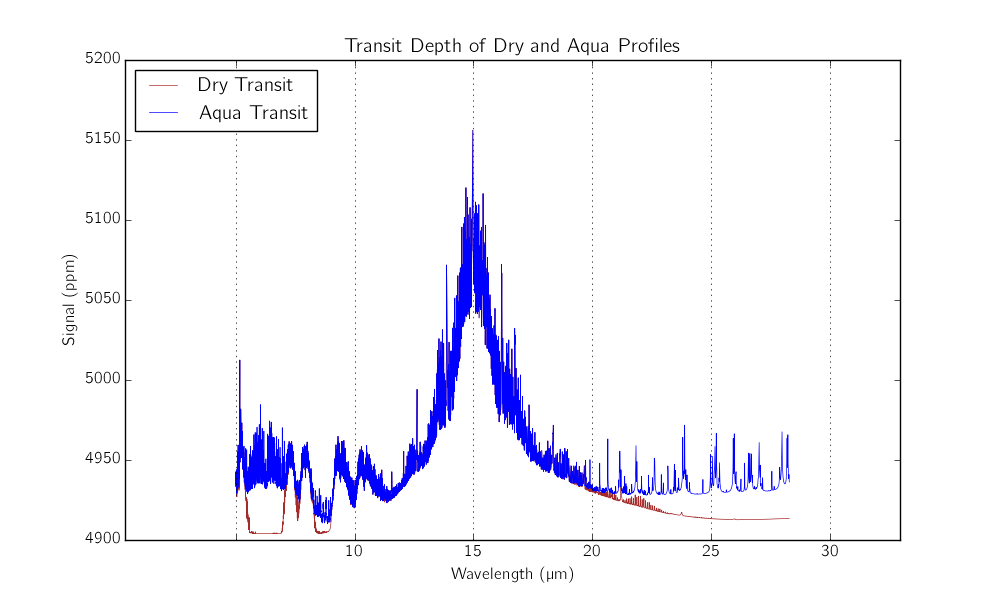 Transit Depth of Dry and Aqua Profiles
5200
Dry Transit
Aqua Transit
5150
5100
5050
Signal (ppm)
5000
4950
4900
10
15
20
25
30
Wavelength (μm)